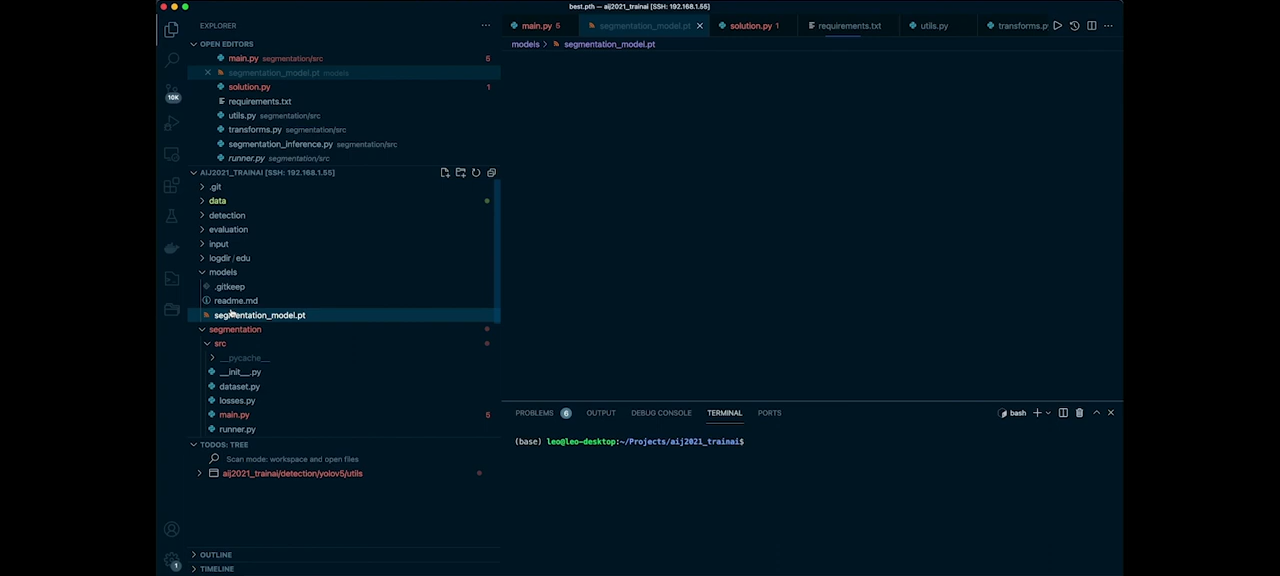 best.pth — aij2021_trainai [SSH: 192.168.1.55]
EXPLORER
OPEN EDITORS
main.py segmentation/src 5
segmentation_model.pt models
solution.py 1
requirements.txt
utils.py segmentation/src
transforms.py segmentation/src
segmentation_inference.py segmentation/src
runner.py segmentation/src
AIJ2021_TRAINAI [SSH: 192.168.1.55]
.git
data
detection
evaluation
input
logdir / edu
models
.gitkeep
readme.md
segmentation_model.pt
segmentation
src
__pycache__
__init__.py
dataset.py
losses.py
main.py 5
runner.py
TODOS: TREE
Scan mode: workspace and open files
aij2021_trainai/detection/yolov5/utils
OUTLINE
TIMELINE
10K
1
main.py 5 segmentation_model.pt solution.py 1 requirements.txt utils.py transforms.py
models > segmentation_model.pt
PROBLEMS 6 OUTPUT DEBUG CONSOLE TERMINAL PORTS bash
(base) leo@leo-desktop:~/Projects/aij2021_trainai$